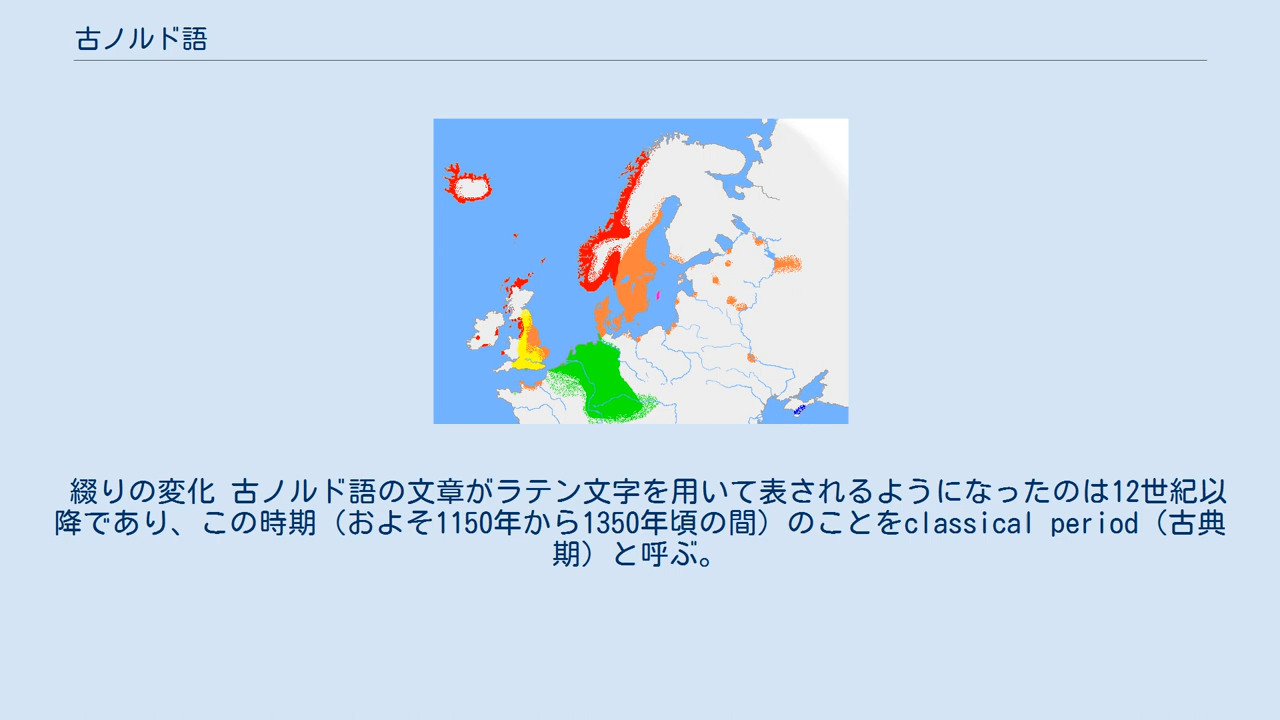 古ノルド語
綴りの変化 古ノルド語の文章がラテン文字を用いて表されるようになったのは12世紀以
降であり、この時期（およそ1150年から1350年頃の間）のことをclassical period（古典
期）と呼ぶ。